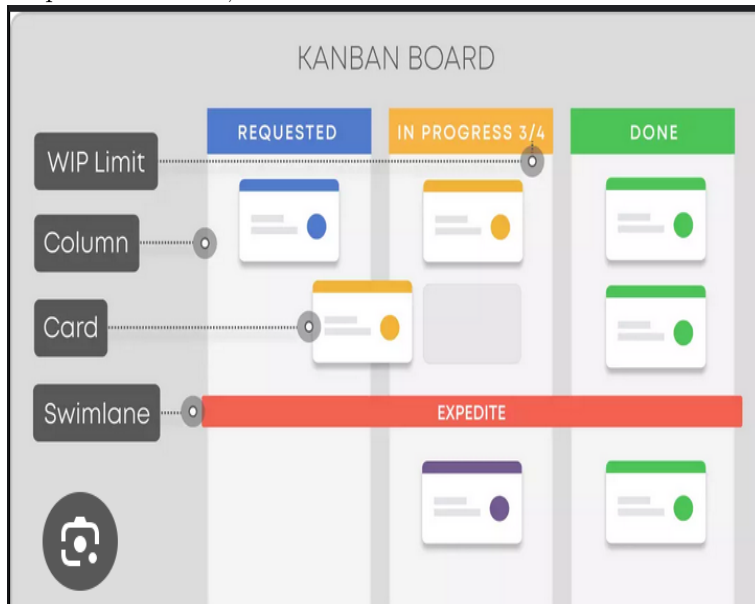 KANBAN BOARD
REQUESTED
IN PROGRESS 3/4
DONE
WIP Limit
Column
Card
Swimlane
EXPEDITE